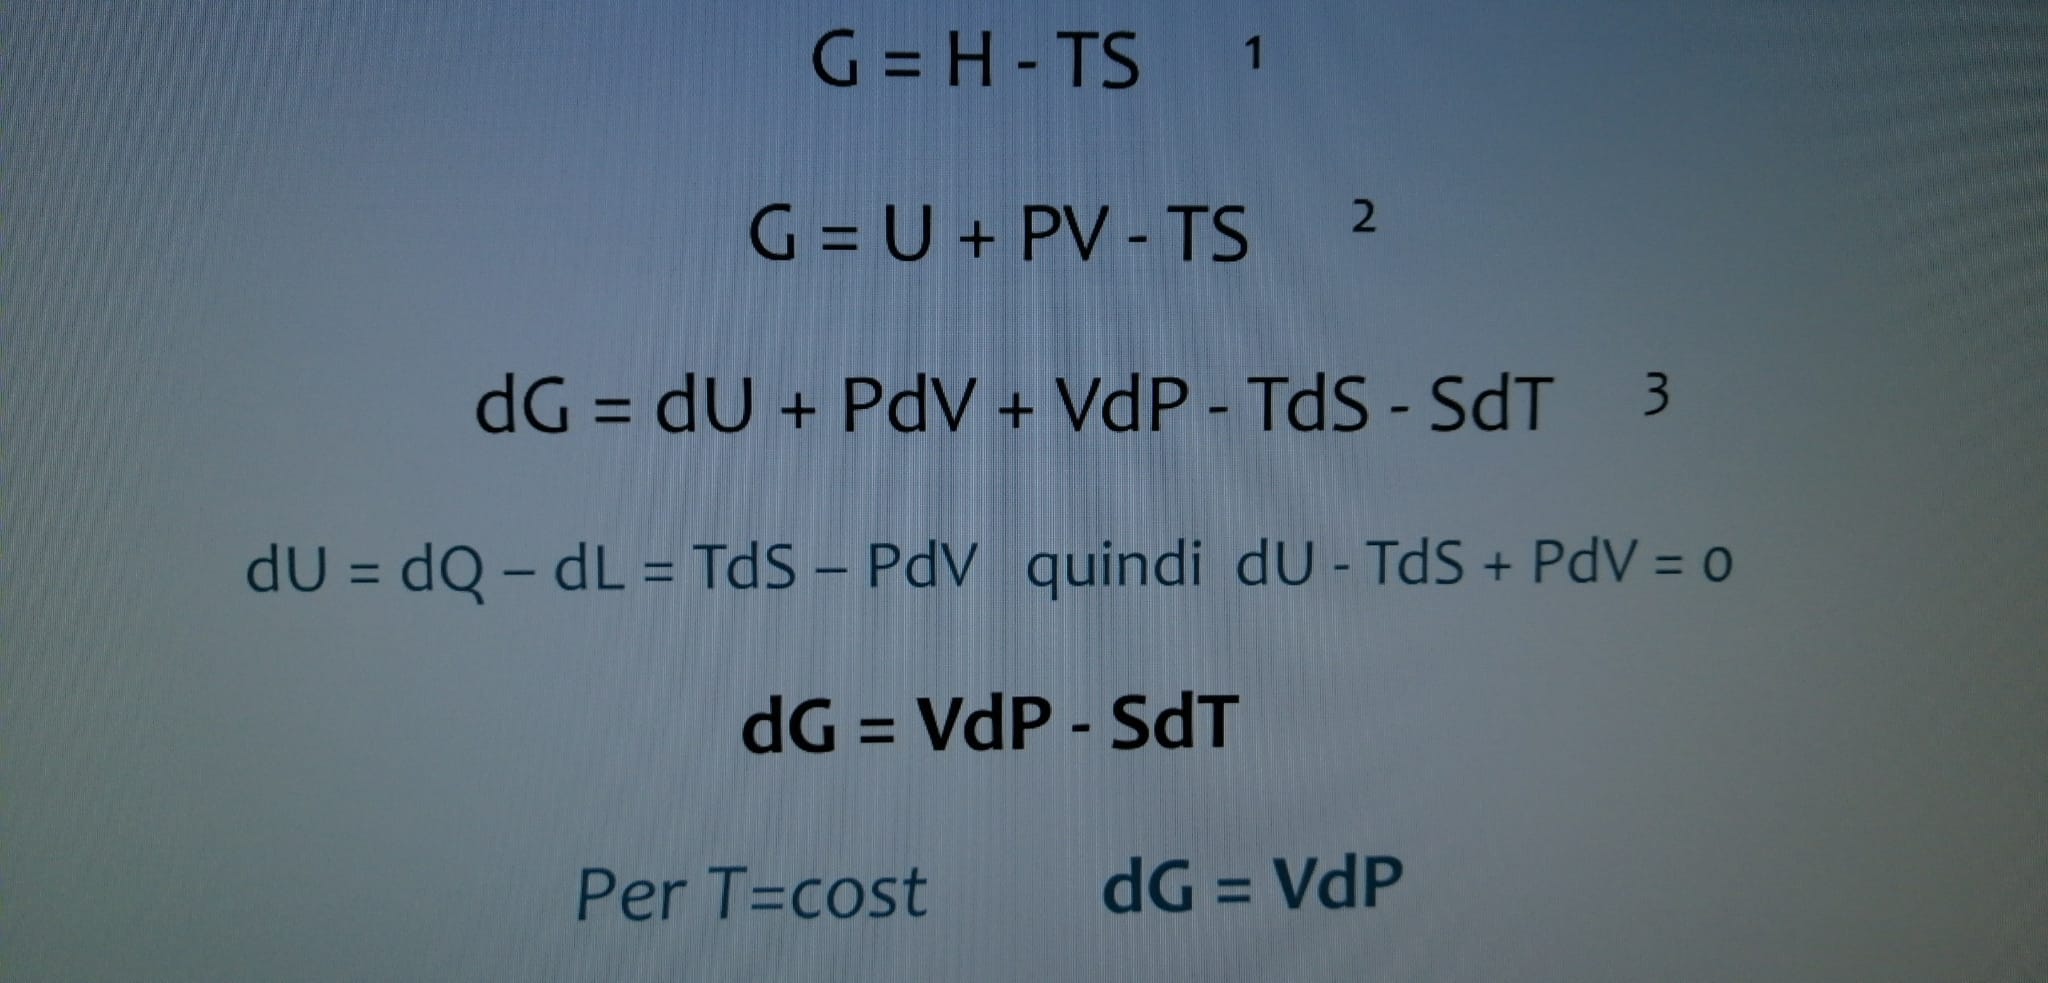 G = H - TS 1
G = U + PV - TS 2
dG = dU + PdV + VdP - TdS - SdT 3
dU = dQ – dL = TdS – PdV quindi dU - TdS + PdV = 0
dG = VdP - SdT
Per T=cost dG = VdP